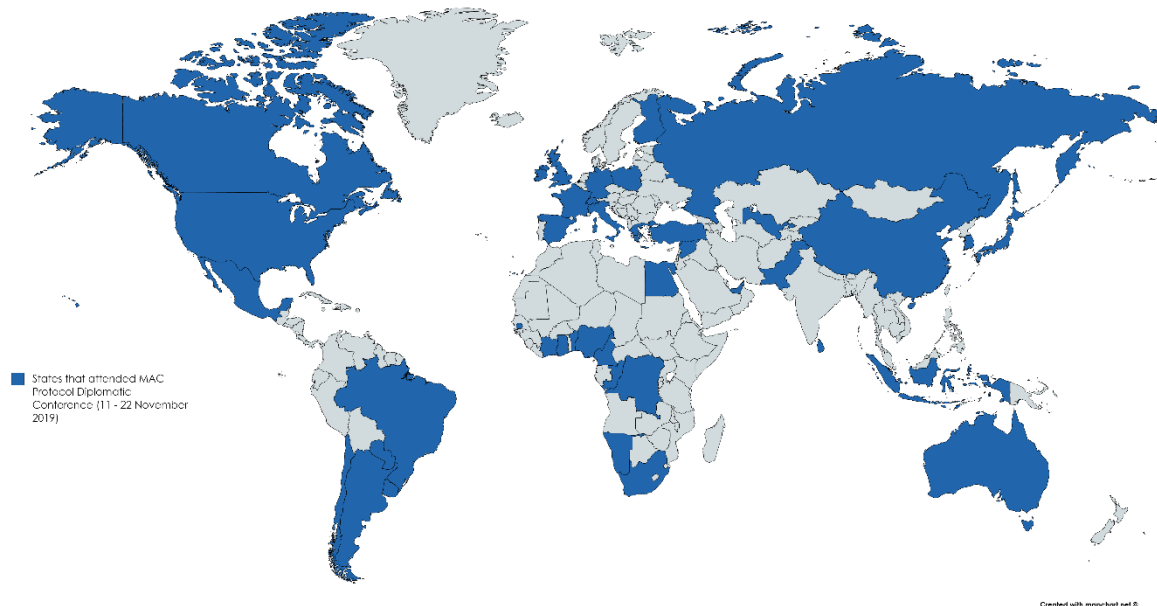 States that attended MAC
Protocol Diplomatic
Conference (11 - 22 November
2019)
Created with mapchart.net ©